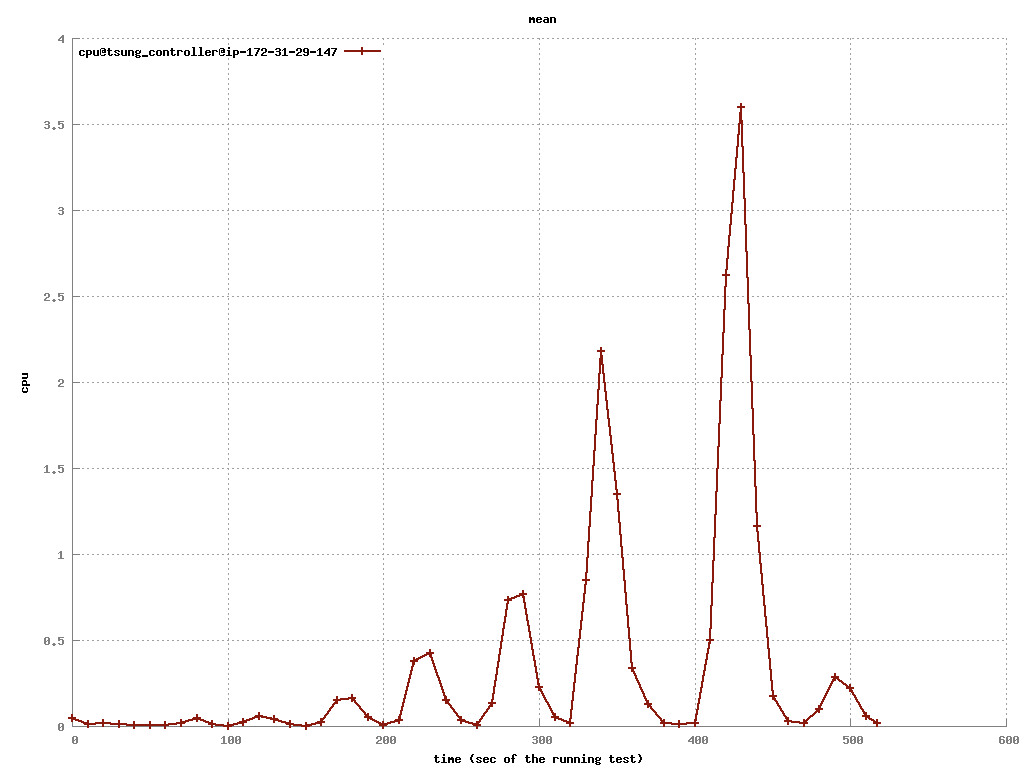 mean
cpu@tsung_controller@ip-172-31-29-147
4
3.5
3
2.5
2
1.5
1
0.5
0
cpu
0 100 200 300 400 500 600
time (sec of the running test)